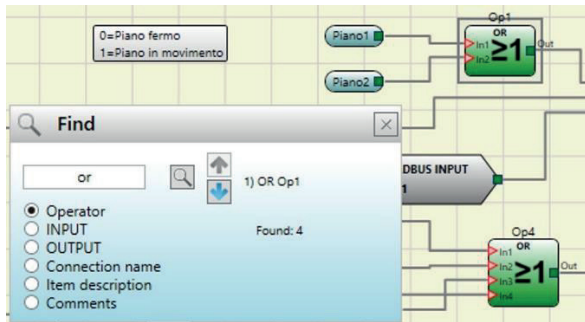 Op1
0=Piano fermo
1=Piano in movimento
Piano1
OR
In1
≥1
Out
In2
Piano2
Find
or
1) OR Op1
Operator
INPUT
Found: 4
OUTPUT
Connection name
Item description
Comments
DBUS INPUT
1
Op4
OR
In1
In2
≥1
Out
In3
In4